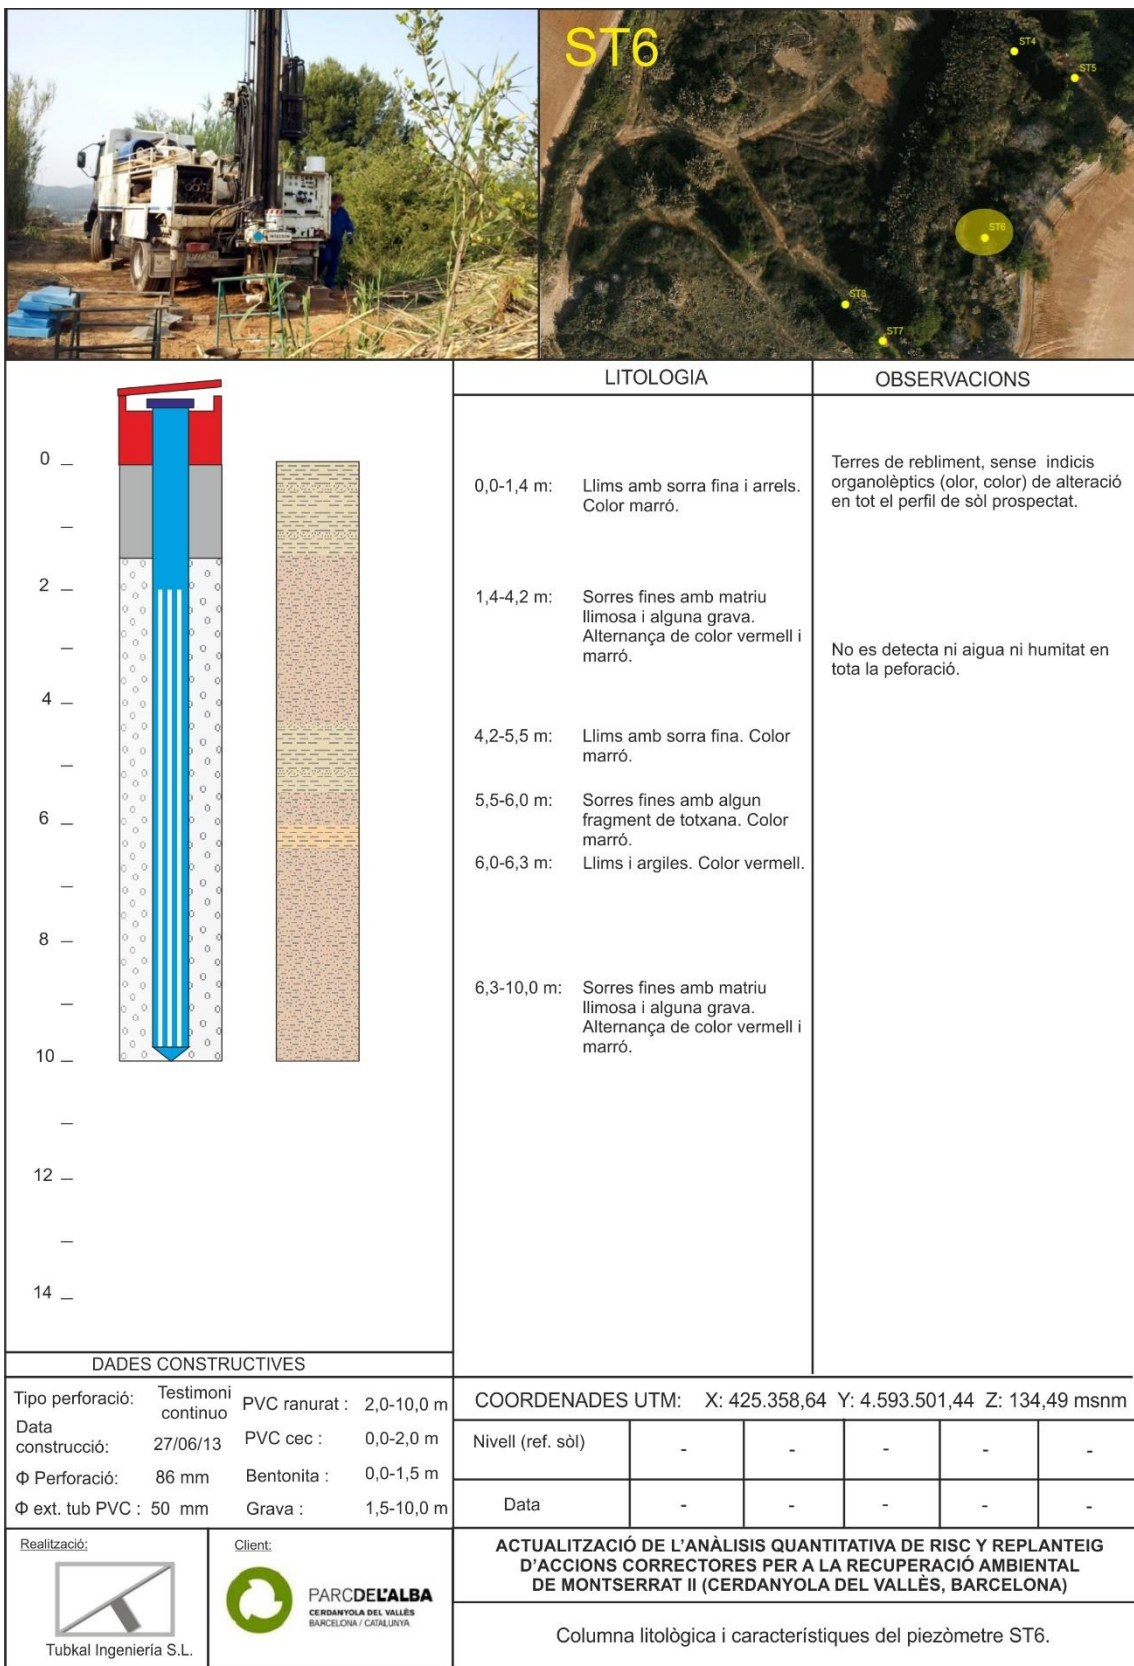 ST6
ST4
ST5
ST6
ST8
ST7
LITOLOGIA
OBSERVACIONS
0
2
4
6
8
10
12
14
0,0-1,4 m: Llims amb sorra fina i arrels.
Color marró.
1,4-4,2 m: Sorres fines amb matriu
llimosa i alguna grava.
Alternança de color vermell i
marró.
4,2-5,5 m: Llims amb sorra fina. Color
marró.
5,5-6,0 m: Sorres fines amb algun
fragment de totxana. Color
marró.
6,0-6,3 m: Llims i argiles. Color vermell.
6,3-10,0 m: Sorres fines amb matriu
llimosa i alguna grava.
Alternança de color vermell i
marró.
Terres de rebliment, sense indicis
organolèptics (olor, color) de alteració
en tot el perfil de sòl prospectat.
No es detecta ni aigua ni humitat en
tota la peforació.
DADES CONSTRUCTIVES
Tipo perforació: Testimoni
continuo
Data
construcció: 27/06/13
Φ Perforació: 86 mm
Φ ext. tub PVC : 50 mm
PVC ranurat : 2,0-10,0 m
PVC cec : 0,0-2,0 m
Bentonita : 0,0-1,5 m
Grava : 1,5-10,0 m
COORDENADES UTM: X: 425.358,64 Y: 4.593.501,44 Z: 134,49 msnm
Nivell (ref. sòl) - - - - -
Data - - - - -
Realització:
Tubkal Ingeniería S.L.
Client:
PARCDEL'ALBA
CERDANYOLA DEL VALLÈS
BARCELONA / CATALUNYA
ACTUALITZACIÓ DE L'ANÀLISIS QUANTITATIVA DE RISC Y REPLANTEIG
D'ACCIONS CORRECTORES PER A LA RECUPERACIÓ AMBIENTAL
DE MONTSERRAT II (CERDANYOLA DEL VALLÈS, BARCELONA)
Columna litològica i característiques del piezòmetre ST6.